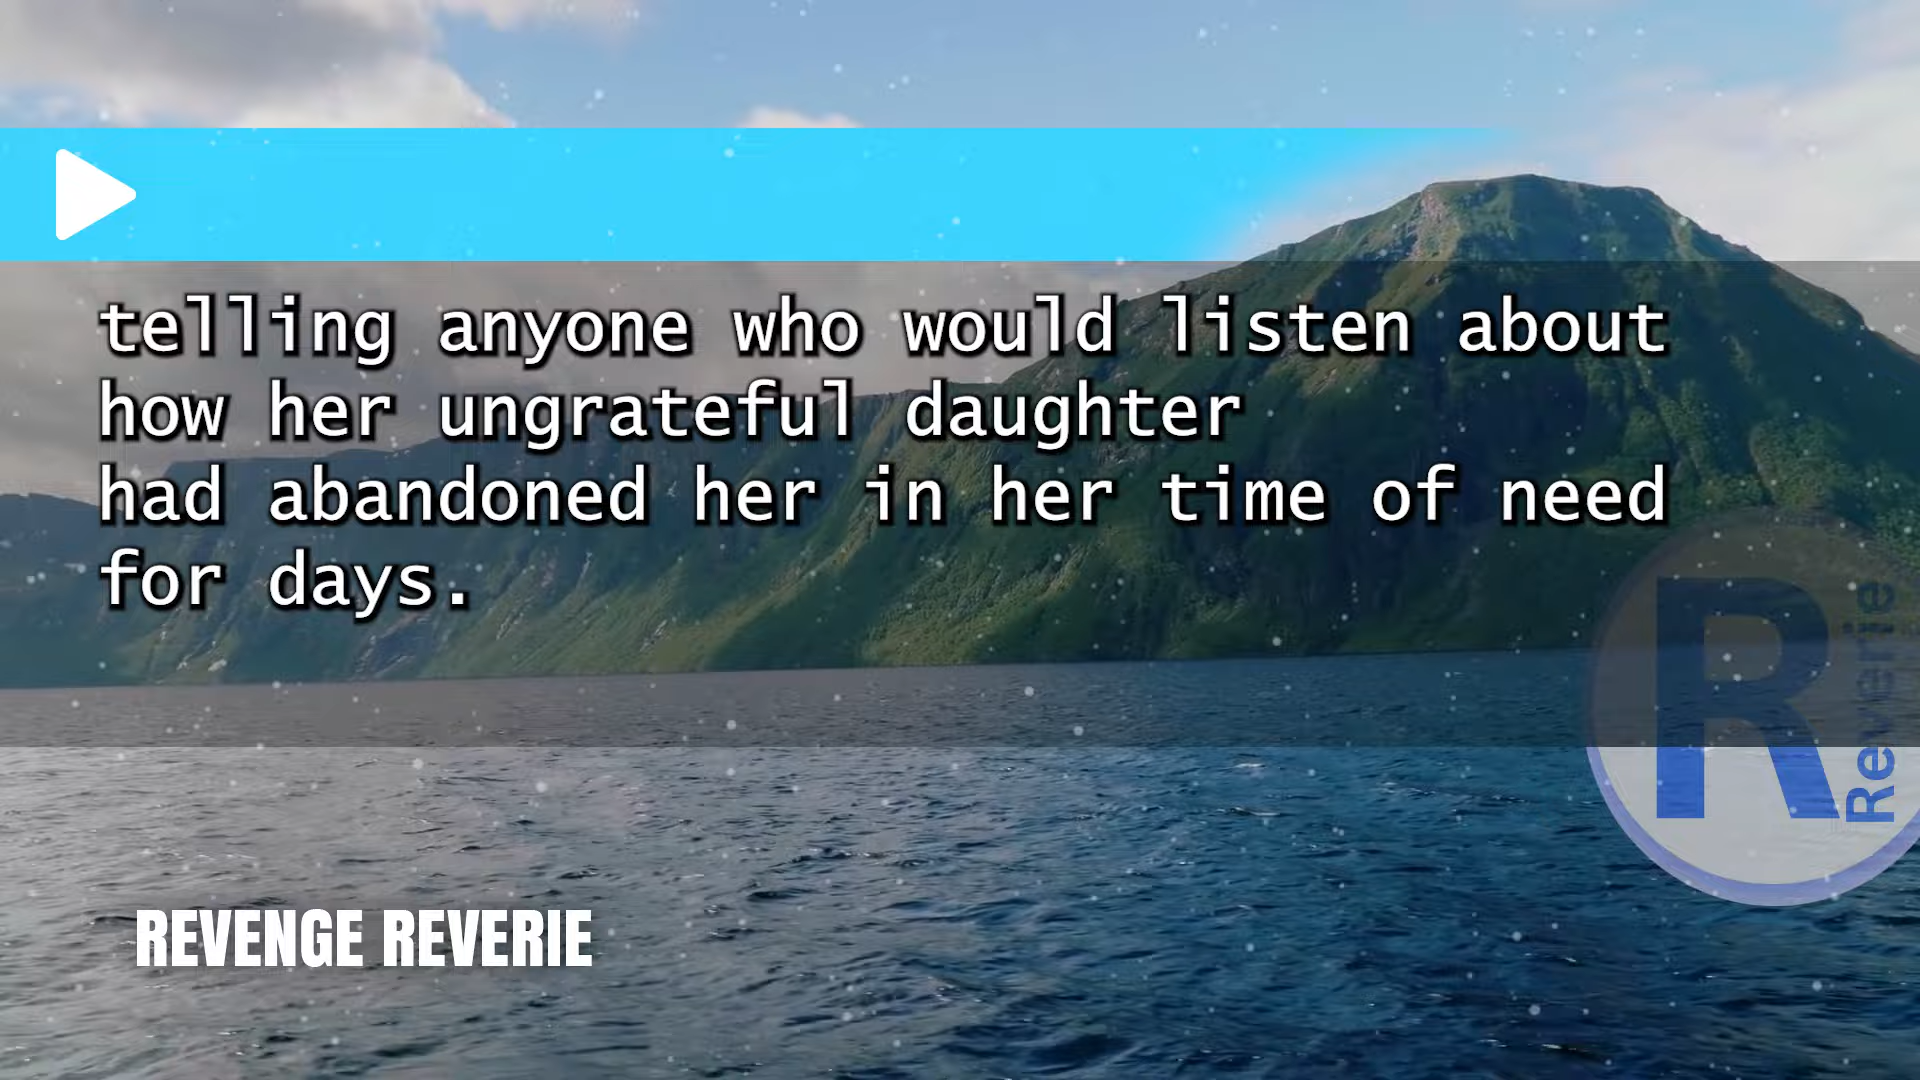 telling anyone who would listen about
how her ungrateful daughter
had abandoned her in her time of need
for days.
R
Reverie
REVENGE REVERIE